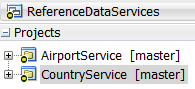 ReferenceDataServices
Projects
AirportService [master]
CountryService [master]